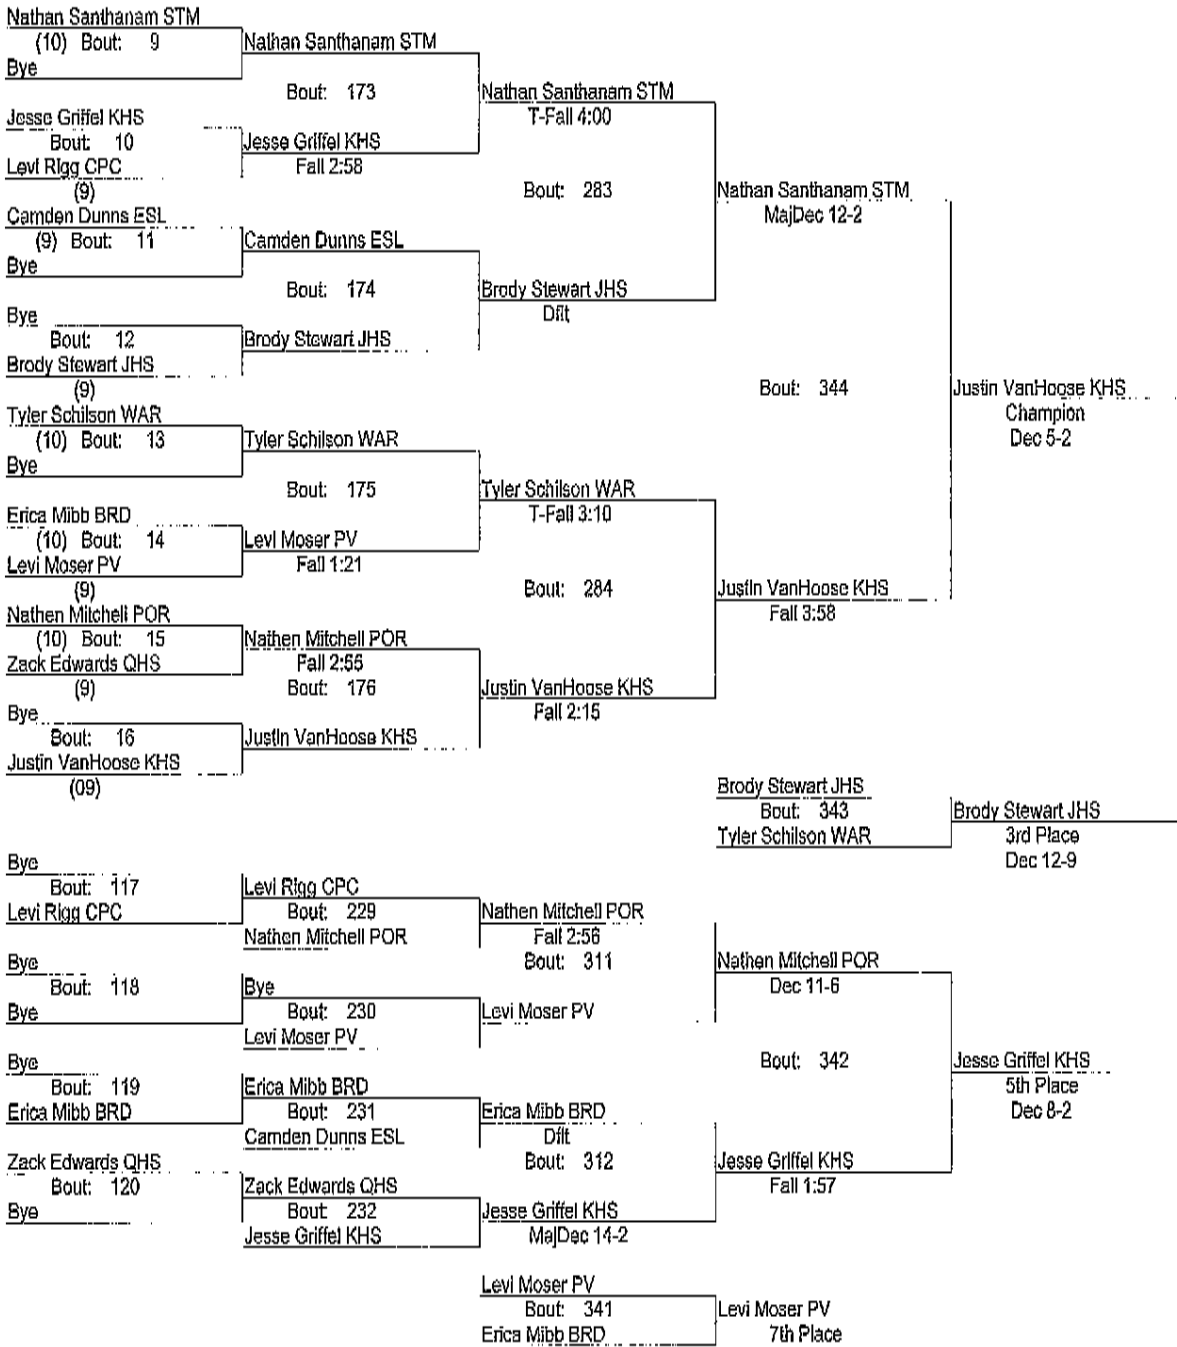 Nathan Santhanam STM
(10) Bout: 9
Bye
Nathan Santhanam STM
Bout: 173
Nathan Santhanam STM
T-Fall 4:00
Jesse Griffel KHS
Bout: 10
Levi Rigg CPC
(9)
Jesse Griffel KHS
Fall 2:58
Bout: 283
Nathan Santhanam STM
MajDec 12-2
Camden Dunns ESL
(9) Bout: 11
Bye
Camden Dunns ESL
Bout: 174
Brody Stewart JHS
Dflt
Bye
Bout: 12
Brody Stewart JHS
(9)
Brody Stewart JHS
Bout: 344
Justin VanHoose KHS
Champion
Dec 5-2
Tyler Schilson WAR
(10) Bout: 13
Bye
Tyler Schilson WAR
Bout: 175
Tyler Schilson WAR
T-Fall 3:10
Erica Mibb BRD
(10) Bout: 14
Levi Moser PV
(9)
Levi Moser PV
Fall 1:21
Bout: 284
Justin VanHoose KHS
Fall 3:58
Nathen Mitchell POR
(10) Bout: 15
Zack Edwards QHS
(9)
Nathen Mitchell POR
Fall 2:55
Bout: 176
Justin VanHoose KHS
Fall 2:15
Bye
Bout: 16
Justin VanHoose KHS
(09)
Justin VanHoose KHS
Brody Stewart JHS
Bout: 343
Tyler Schilson WAR
Brody Stewart JHS
3rd Place
Dec 12-9
Bye
Bout: 117
Levi Rigg CPC
Levi Rigg CPC
Bout: 229
Nathen Mitchell POR
Nathen Mitchell POR
Fall 2:56
Bout: 311
Nathen Mitchell POR
Dec 11-6
Bye
Bout: 118
Bye
Bye
Bout: 230
Levi Moser PV
Levi Moser PV
Bout: 342
Jesse Griffel KHS
5th Place
Dec 8-2
Bye
Bout: 119
Erica Mibb BRD
Erica Mibb BRD
Bout: 231
Camden Dunns ESL
Erica Mibb BRD
Dflt
Bout: 312
Jesse Griffel KHS
Fall 1:57
Zack Edwards QHS
Bout: 120
Bye
Zack Edwards QHS
Bout: 232
Jesse Griffel KHS
Jesse Griffel KHS
MajDec 14-2
Levi Moser PV
Bout: 341
Erica Mibb BRD
Levi Moser PV
7th Place